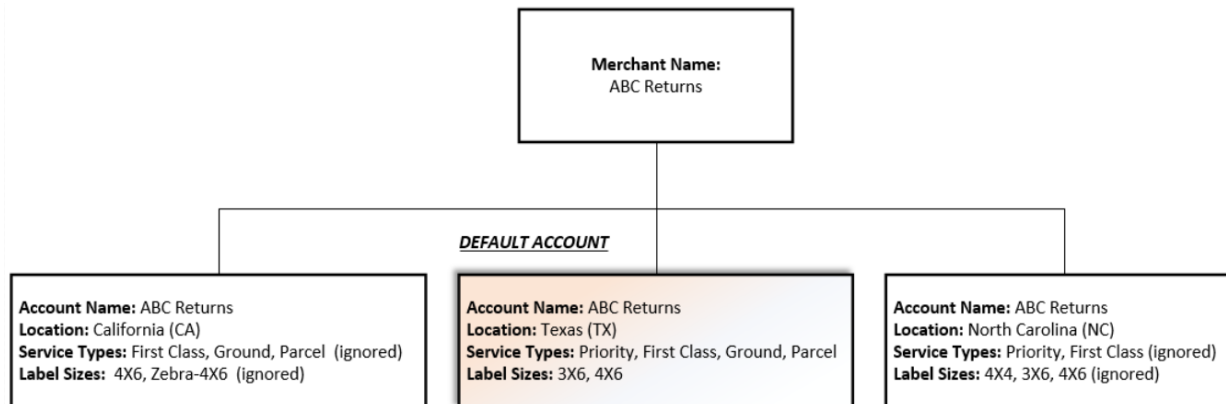 Merchant Name:
ABC Returns
DEFAULT ACCOUNT
Account Name: ABC Returns
Location: California (CA)
Service Types: First Class, Ground, Parcel (ignored)
Label Sizes: 4X6, Zebra-4X6 (ignored)
Account Name: ABC Returns
Location: Texas (TX)
Service Types: Priority, First Class, Ground, Parcel
Label Sizes: 3X6, 4X6
Account Name: ABC Returns
Location: North Carolina (NC)
Service Types: Priority, First Class (ignored)
Label Sizes: 4X4, 3X6, 4X6 (ignored)